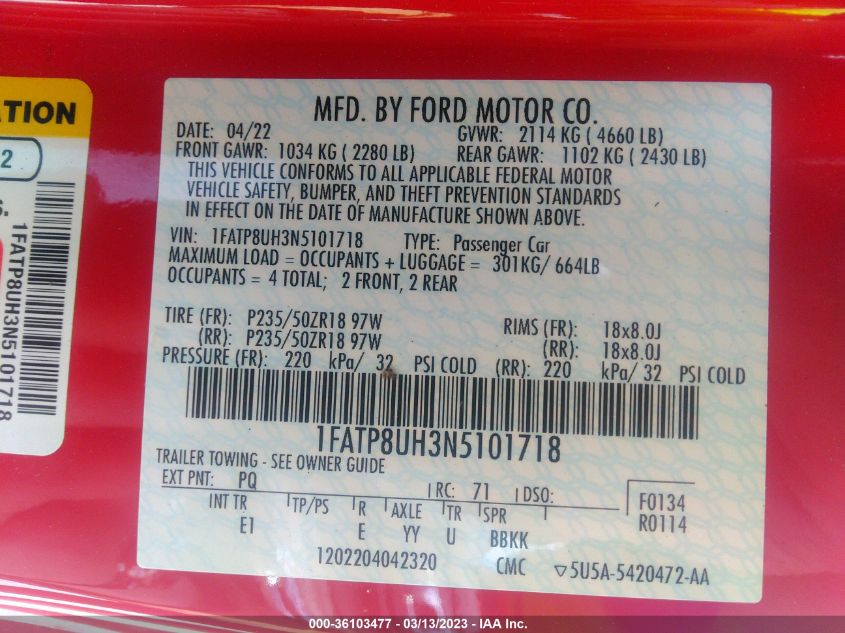 ATION
2
1FATP8UH3N5101718
MFD. BY FORD MOTOR CO.
DATE: 04/22 GVWR: 2114 KG ( 4660 LB)
FRONT GAWR: 1034 KG ( 2280 LB) REAR GAWR: 1102 KG ( 2430 LB)
THIS VEHICLE CONFORMS TO ALL APPLICABLE FEDERAL MOTOR
VEHICLE SAFETY, BUMPER, AND THEFT PREVENTION STANDARDS
IN EFFECT ON THE DATE OF MANUFACTURE SHOWN ABOVE.
VIN: 1FATP8UH3N5101718 TYPE: Passenger Car
MAXIMUM LOAD = OCCUPANTS + LUGGAGE = 301KG/ 664LB
OCCUPANTS = 4 TOTAL; 2 FRONT, 2 REAR
TIRE (FR): P235/50ZR18 97W RIMS (FR): 18x8.0J
(RR): P235/50ZR18 97W (RR): 18x8.0J
PRESSURE (FR): 220 kPa/ 32 PSI COLD (RR): 220 kPa/ 32 PSI COLD
1FATP8UH3N5101718
TRAILER TOWING - SEE OWNER GUIDE
EXT PNT: PQ RC: 71 DSO: F0134
INT TR TP/PS R AXLE TR SPR R0114
E1 E YY U BBKK
1202204042320 CMC ▽5U5A-5420472-AA
000-36103477 - 03/13/2023 - IAA Inc.